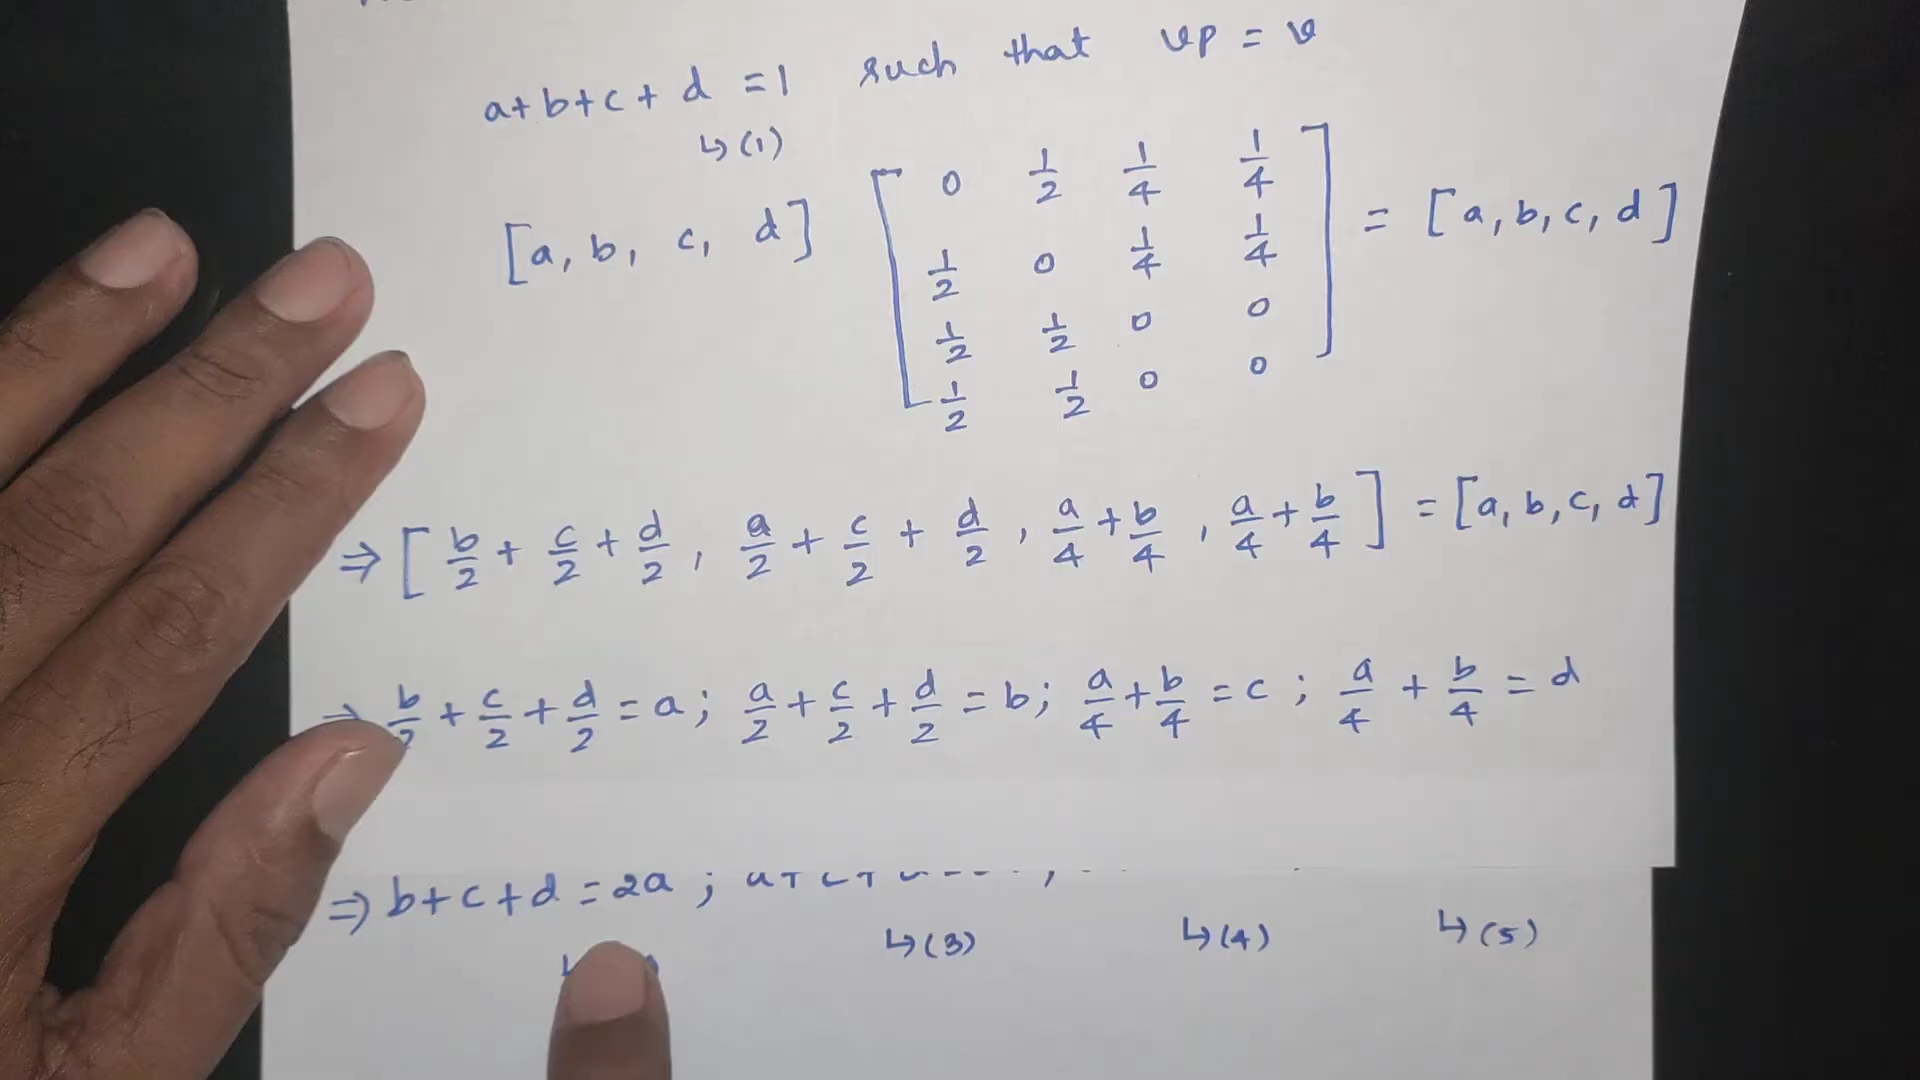 a+b+c+d =1 such that vp = v
↳(1)
[a, b, c, d] [0 1/2 1/4 1/4 = [a, b, c, d]
1/2 0 1/4 1/4
1/2 1/2 0 0
1/2 1/2 0 0]
⇒ [b/2 + c/2 + d/2, a/2 + c/2 + d/2, a/4 + b/4, a/4 + b/4] = [a, b, c, d]
⇒ b/2 + c/2 + d/2 = a; a/2 + c/2 + d/2 = b; a/4 + b/4 = c; a/4 + b/4 = d
⇒ b+c+d = 2a;
↳(3) ↳(4) ↳(5)